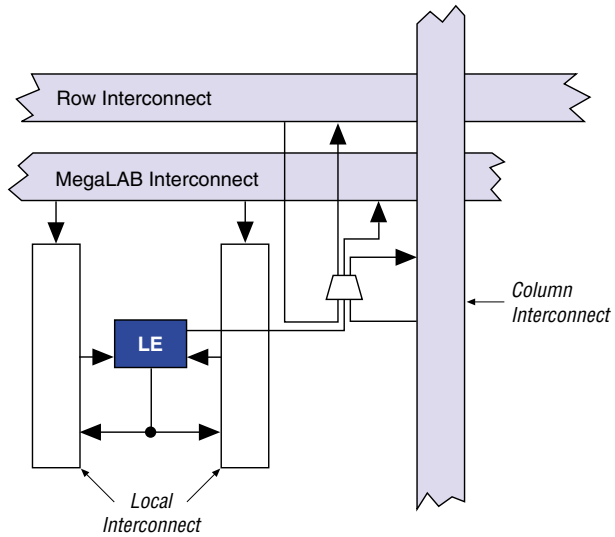 Row Interconnect
MegaLAB Interconnect
LE
Column
Interconnect
Local
Interconnect